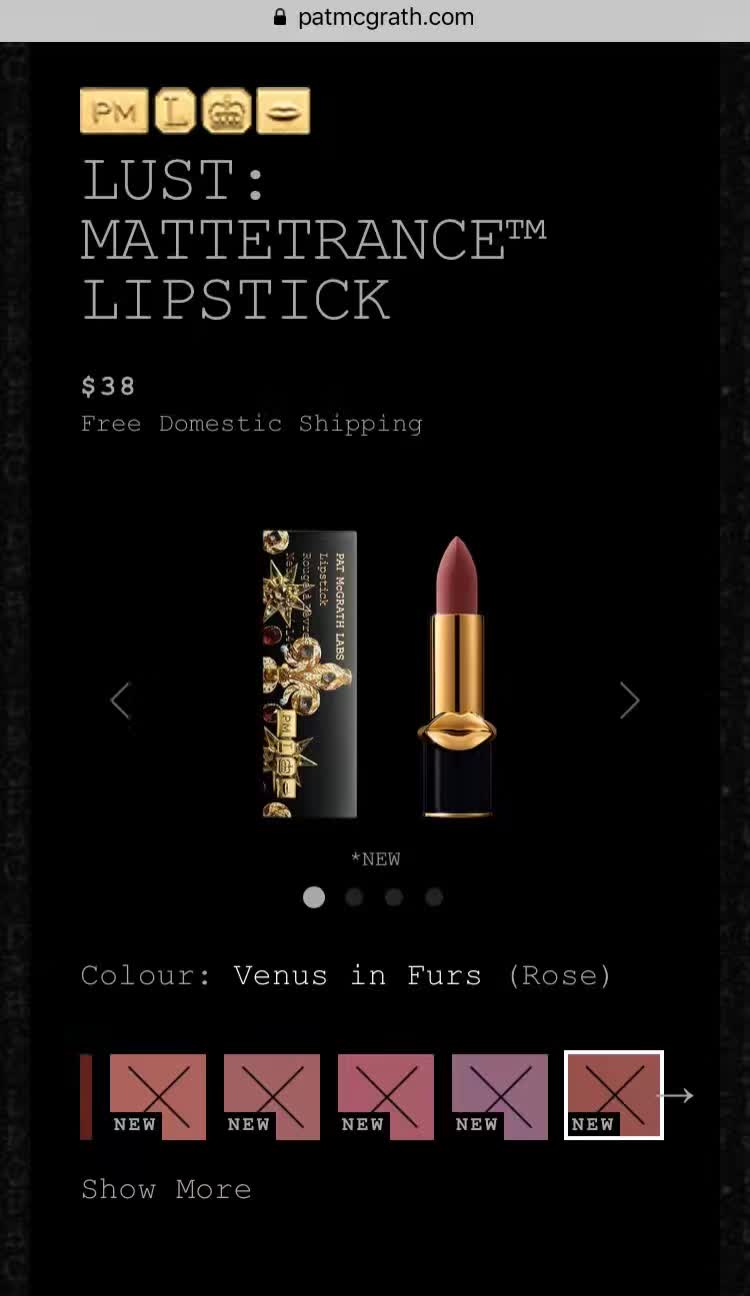 patmcgrath.com
PM L
LUST:
MATTETRANCE™
LIPSTICK
$38
Free Domestic Shipping
PAT McGRATH LABS
Lipstick
PM L
*NEW
Colour: Venus in Furs (Rose)
NEW NEW NEW NEW NEW
Show More